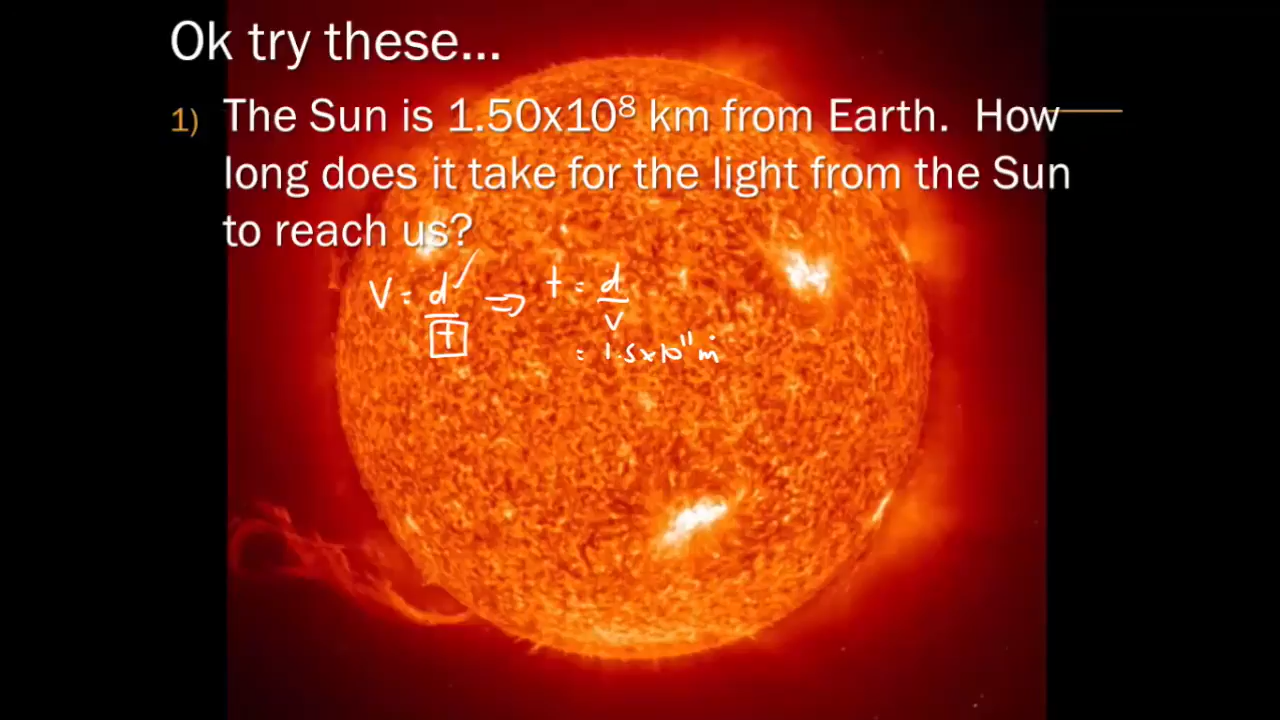 Ok try these...
1) The Sun is 1.50x10⁸ km from Earth. How
long does it take for the light from the Sun
to reach us?
V = d/t ⇒ t = d/v
= 1.5x10¹¹ m